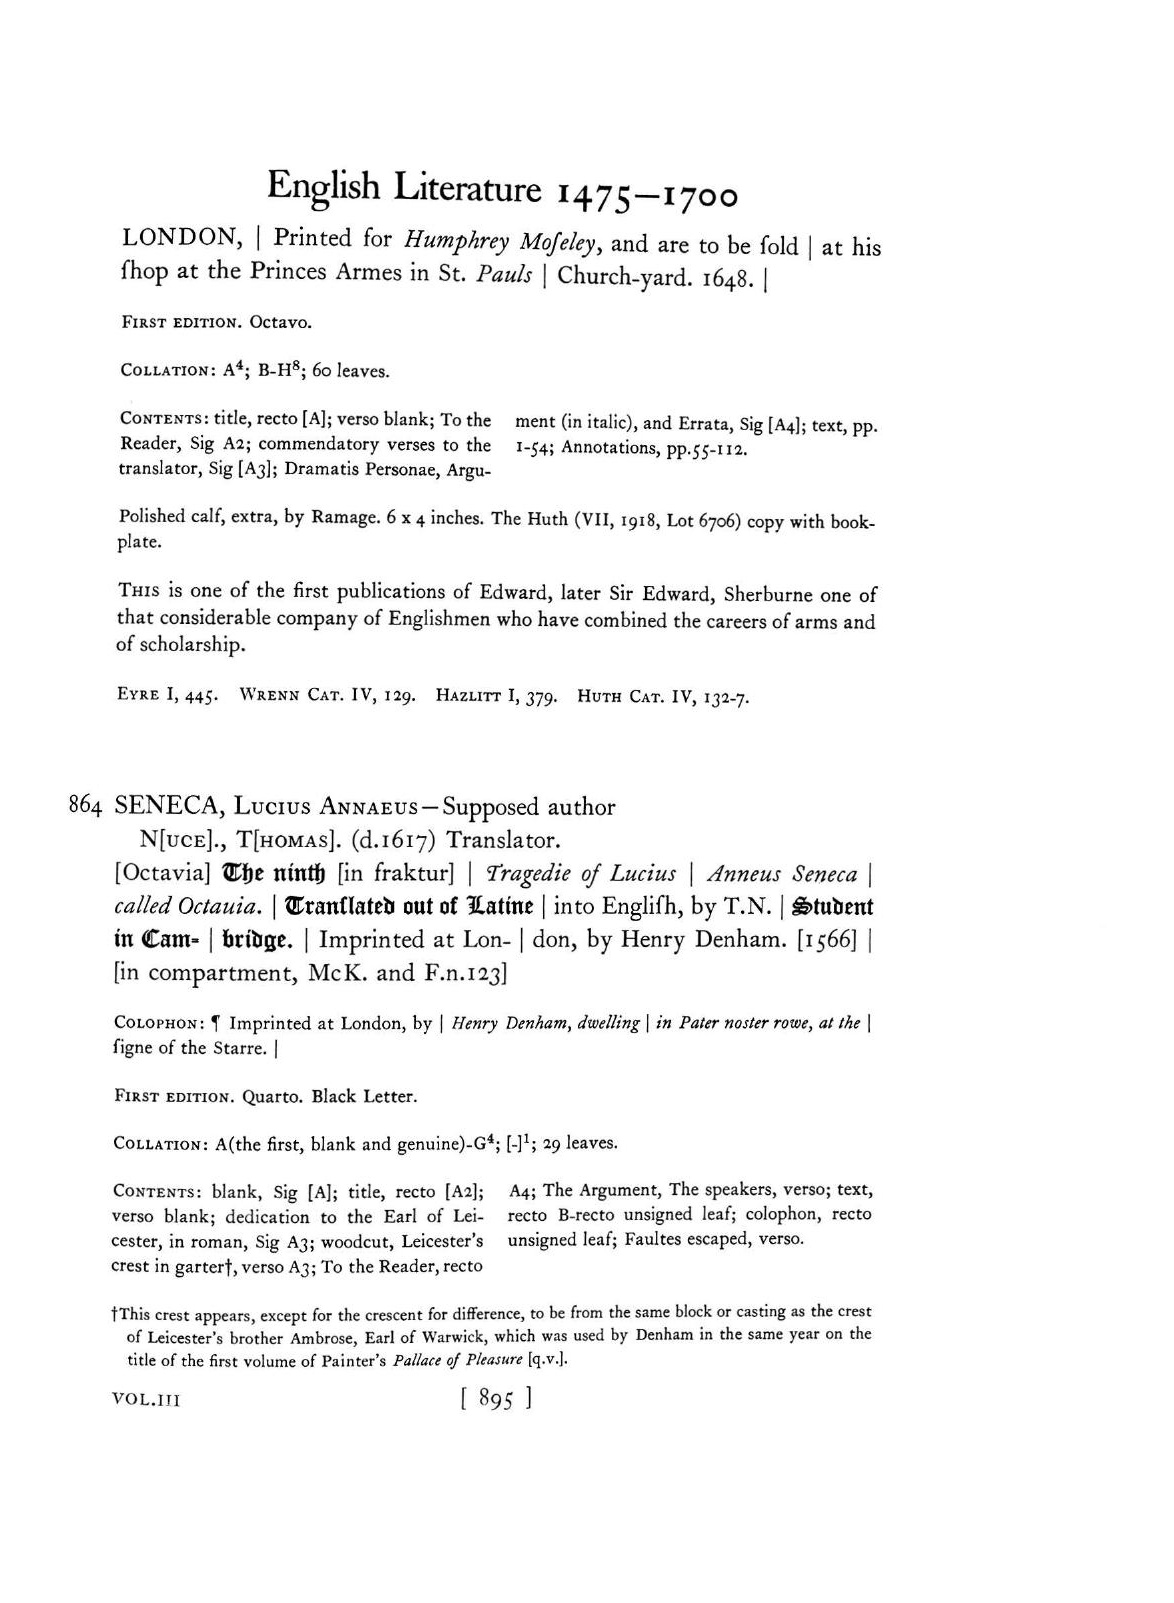 English Literature 1475—1700
LONDON, | Printed for Humphrey Moſeley, and are to be ſold | at his
ſhop at the Princes Armes in St. Pauls | Church-yard. 1648. |
First edition. Octavo.
Collation: A⁴; B-H⁸; 60 leaves.
Contents: title, recto [A]; verso blank; To the
Reader, Sig A2; commendatory verses to the
translator, Sig [A3]; Dramatis Personae, Argu-
ment (in italic), and Errata, Sig [A4]; text, pp.
1-54; Annotations, pp.55-112.
Polished calf, extra, by Ramage. 6 x 4 inches. The Huth (VII, 1918, Lot 6706) copy with book-
plate.
This is one of the first publications of Edward, later Sir Edward, Sherburne one of
that considerable company of Englishmen who have combined the careers of arms and
of scholarship.
Eyre I, 445. Wrenn Cat. IV, 129. Hazlitt I, 379. Huth Cat. IV, 132-7.
864 SENECA, Lucius Annaeus—Supposed author
N[uce]., T[homas]. (d.1617) Translator.
[Octavia] The ninth [in fraktur] | Tragedie of Lucius | Anneus Seneca |
called Octauia. | Tranſlated out of Latine | into Engliſh, by T.N. | Student
in Cam= | bridge. | Imprinted at Lon- | don, by Henry Denham. [1566] |
[in compartment, McK. and F.n.123]
Colophon: ¶ Imprinted at London, by | Henry Denham, dwelling | in Pater noster rowe, at the |
ſigne of the Starre. |
First edition. Quarto. Black Letter.
Collation: A(the first, blank and genuine)-G⁴; [-]¹; 29 leaves.
Contents: blank, Sig [A]; title, recto [A2];
verso blank; dedication to the Earl of Lei-
cester, in roman, Sig A3; woodcut, Leicester's
crest in garter†, verso A3; To the Reader, recto
A4; The Argument, The speakers, verso; text,
recto B-recto unsigned leaf; colophon, recto
unsigned leaf; Faultes escaped, verso.
†This crest appears, except for the crescent for difference, to be from the same block or casting as the crest
of Leicester's brother Ambrose, Earl of Warwick, which was used by Denham in the same year on the
title of the first volume of Painter's Pallace of Pleasure [q.v.].
VOL.III [ 895 ]